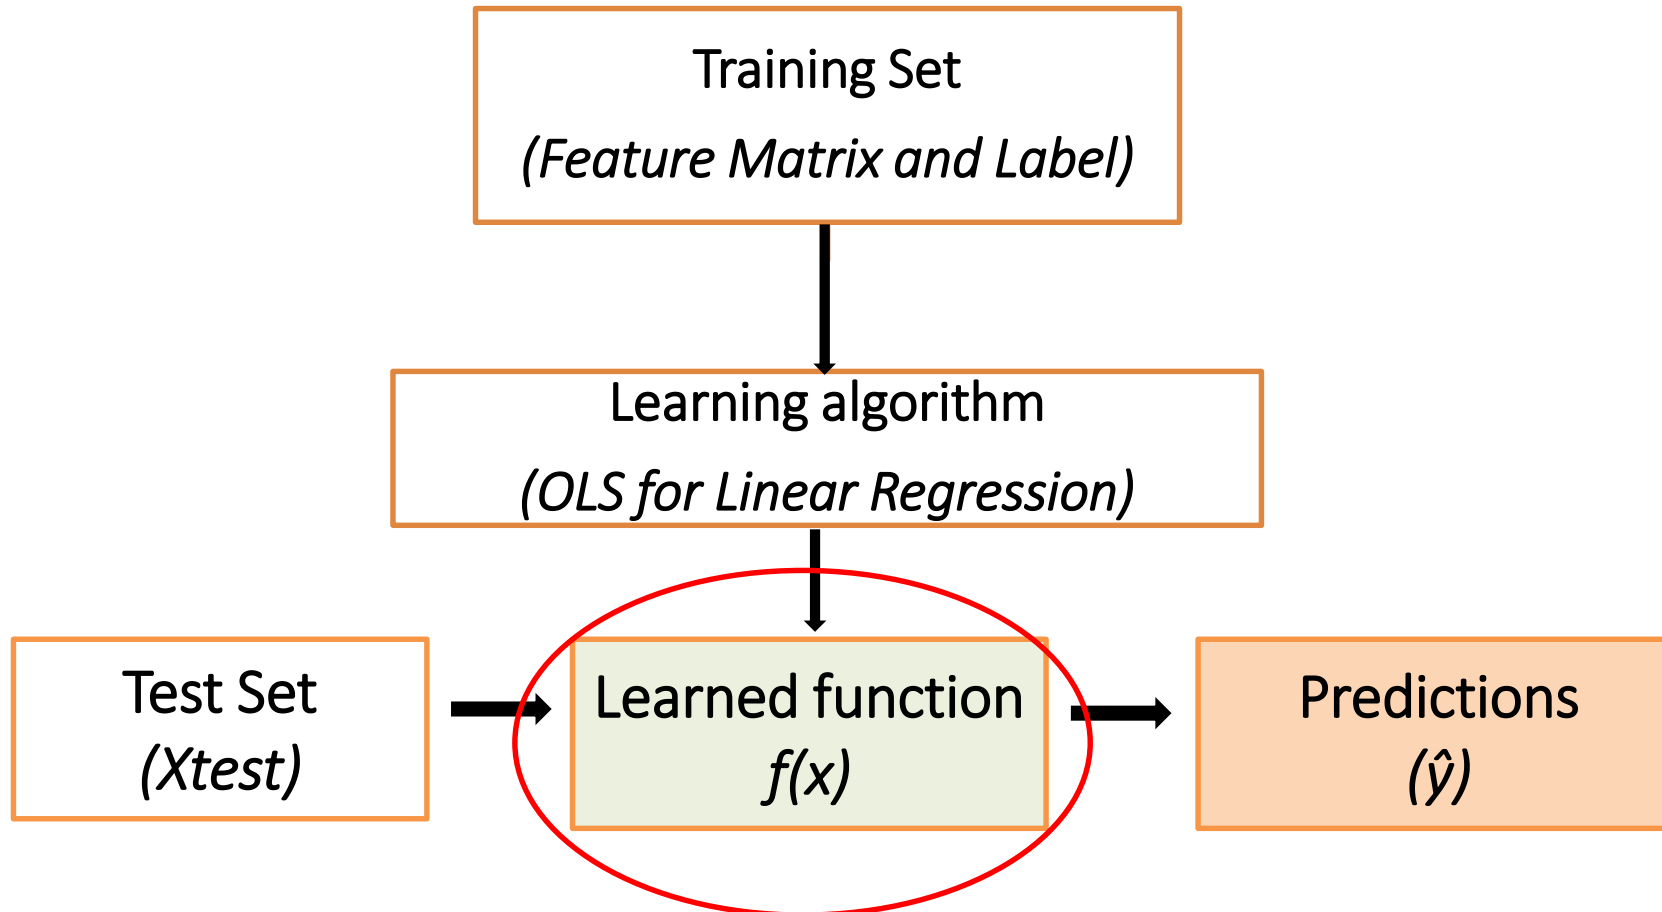 Training Set
(Feature Matrix and Label)
Learning algorithm
(OLS for Linear Regression)
Test Set
(Xtest)
Learned function
f(x)
Predictions
(ŷ)